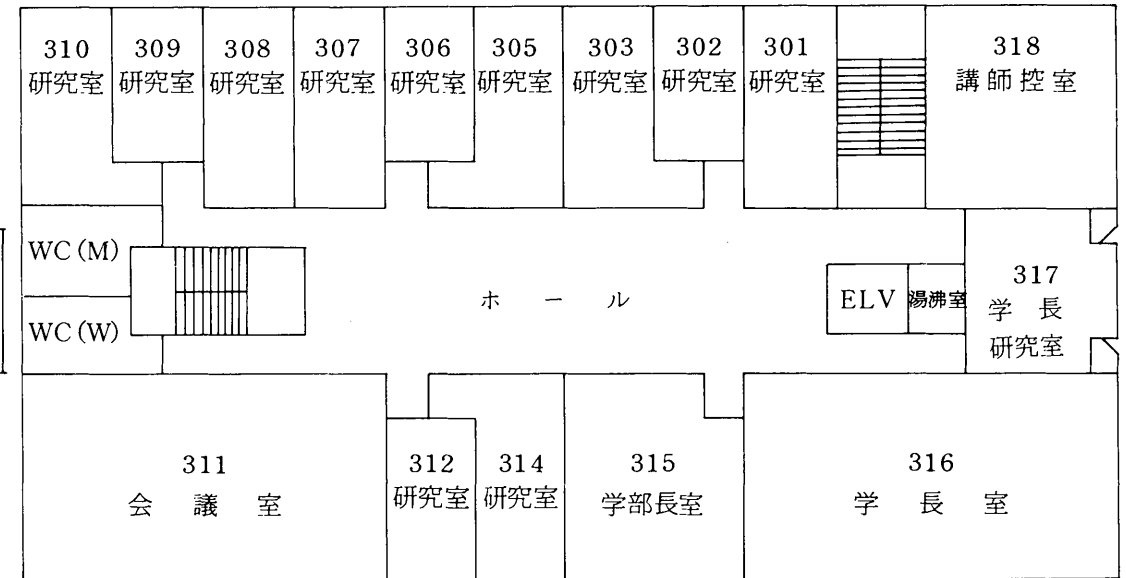 310
研究室
309
研究室
308
研究室
307
研究室
306
研究室
305
研究室
303
研究室
302
研究室
301
研究室
318
講師控室
WC(M)
WC(W)
ホール
ELV
湯沸室
317
学長
研究室
311
会議室
312
研究室
314
研究室
315
学部長室
316
学長室